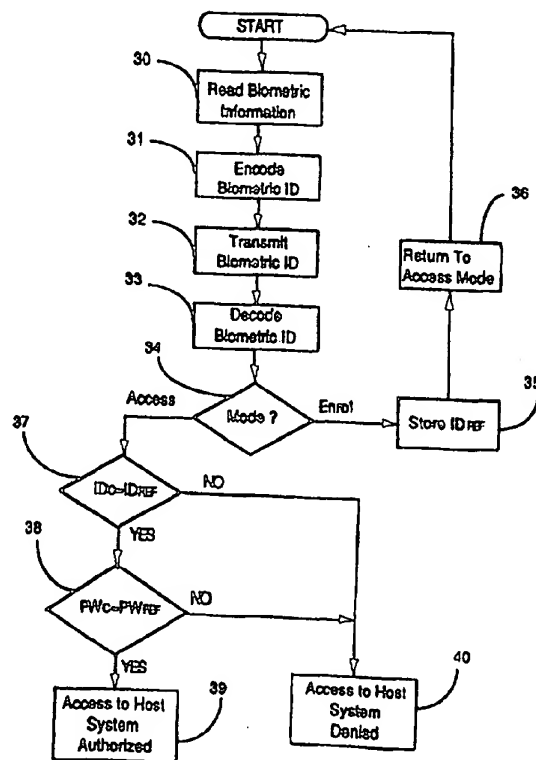 START
30
Read Biometric
Information
31
Encode
Biometric ID
32
Transmit
Biometric ID
33
Decode
Biometric ID
34
Mode ?
Access
Enrol
Store IDREF
35
Return To
Access Mode
36
37
IDC=IDREF
NO
YES
38
PWC=PWREF
NO
YES
Access to Host
System
Authorized
39
Access to Host
System
Denied
40